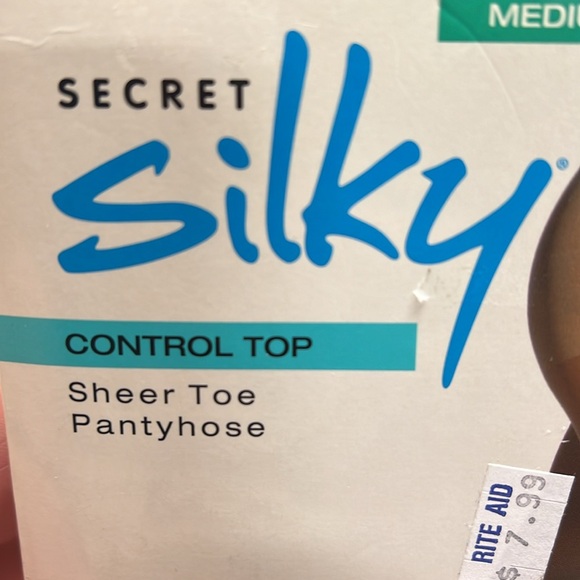 MEDIU
SECRET
silky®
CONTROL TOP
Sheer Toe
Pantyhose
RITE AID
$ 7.99